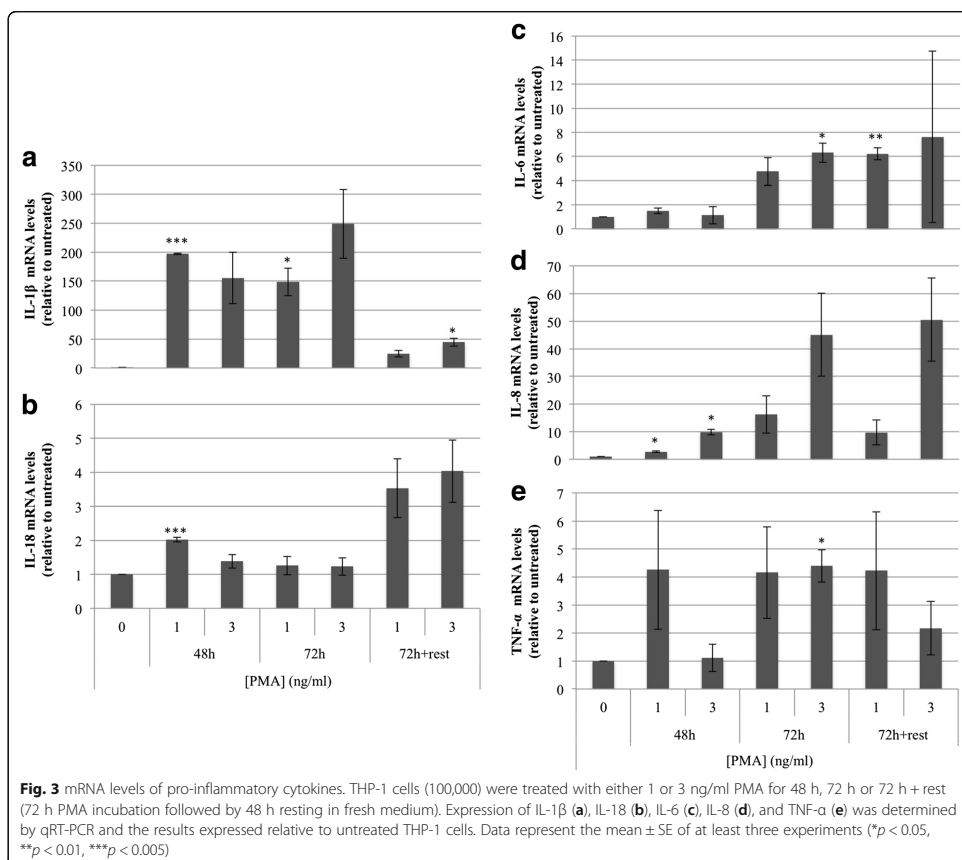 a
IL-1β mRNA levels
(relative to untreated)
350
300
250
200
150
100
50
0
***
*
*
b
IL-18 mRNA levels
(relative to untreated)
6
5
4
3
2
1
0
***
0 1 3 1 3 1 3
48h 72h 72h+rest
[PMA] (ng/ml)
c
IL-6 mRNA levels
(relative to untreated)
16
14
12
10
8
6
4
2
0
*
**
d
IL-8 mRNA levels
(relative to untreated)
70
60
50
40
30
20
10
0
*
*
e
TNF-α mRNA levels
(relative to untreated)
7
6
5
4
3
2
1
0
*
0 1 3 1 3 1 3
48h 72h 72h+rest
[PMA] (ng/ml)
Fig. 3 mRNA levels of pro-inflammatory cytokines. THP-1 cells (100,000) were treated with either 1 or 3 ng/ml PMA for 48 h, 72 h or 72 h + rest
(72 h PMA incubation followed by 48 h resting in fresh medium). Expression of IL-1β (a), IL-18 (b), IL-6 (c), IL-8 (d), and TNF-α (e) was determined
by qRT-PCR and the results expressed relative to untreated THP-1 cells. Data represent the mean ± SE of at least three experiments (*p < 0.05,
**p < 0.01, ***p < 0.005)